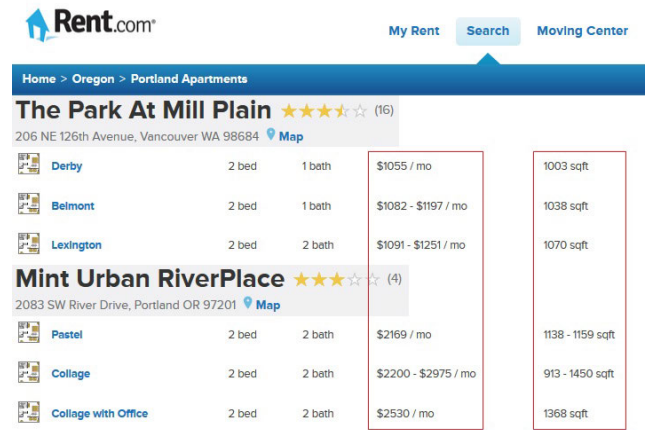 Rent.com®
My Rent Search Moving Center
Home > Oregon > Portland Apartments
The Park At Mill Plain (16)
206 NE 126th Avenue, Vancouver WA 98684 Map
Derby 2 bed 1 bath $1055 / mo 1003 sqft
Belmont 2 bed 1 bath $1082 - $1197 / mo 1038 sqft
Lexington 2 bed 2 bath $1091 - $1251 / mo 1070 sqft
Mint Urban RiverPlace (4)
2083 SW River Drive, Portland OR 97201 Map
Pastel 2 bed 2 bath $2169 / mo 1138 - 1159 sqft
Collage 2 bed 2 bath $2200 - $2975 / mo 913 - 1450 sqft
Collage with Office 2 bed 2 bath $2530 / mo 1368 sqft